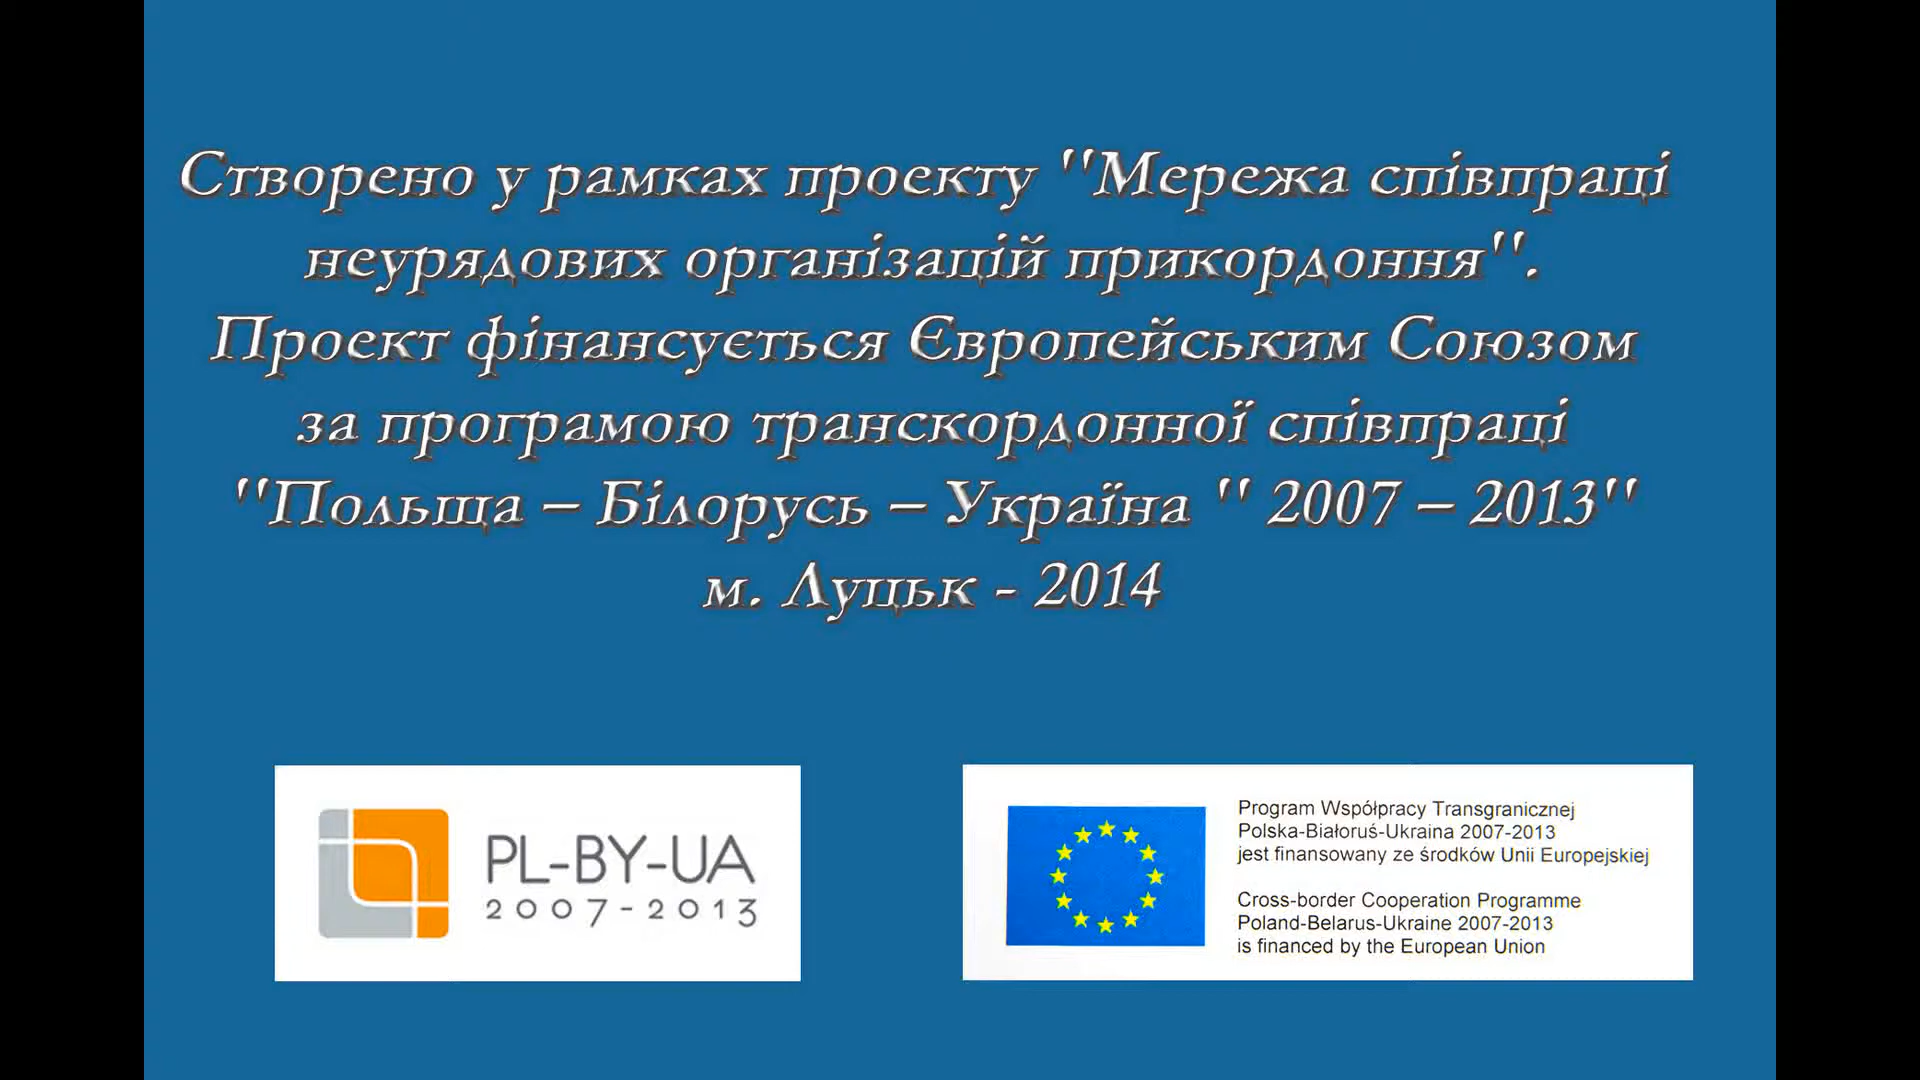 Створено у рамках проекту "Мережа співпраці
неурядових організацій прикордоння".
Проект фінансується Європейським Союзом
за програмою транскордонної співпраці
"Польща – Білорусь – Україна " 2007 – 2013"
м. Луцьк - 2014
PL-BY-UA
2007-2013
Program Współpracy Transgranicznej
Polska-Białoruś-Ukraina 2007-2013
jest finansowany ze środków Unii Europejskiej
Cross-border Cooperation Programme
Poland-Belarus-Ukraine 2007-2013
is financed by the European Union